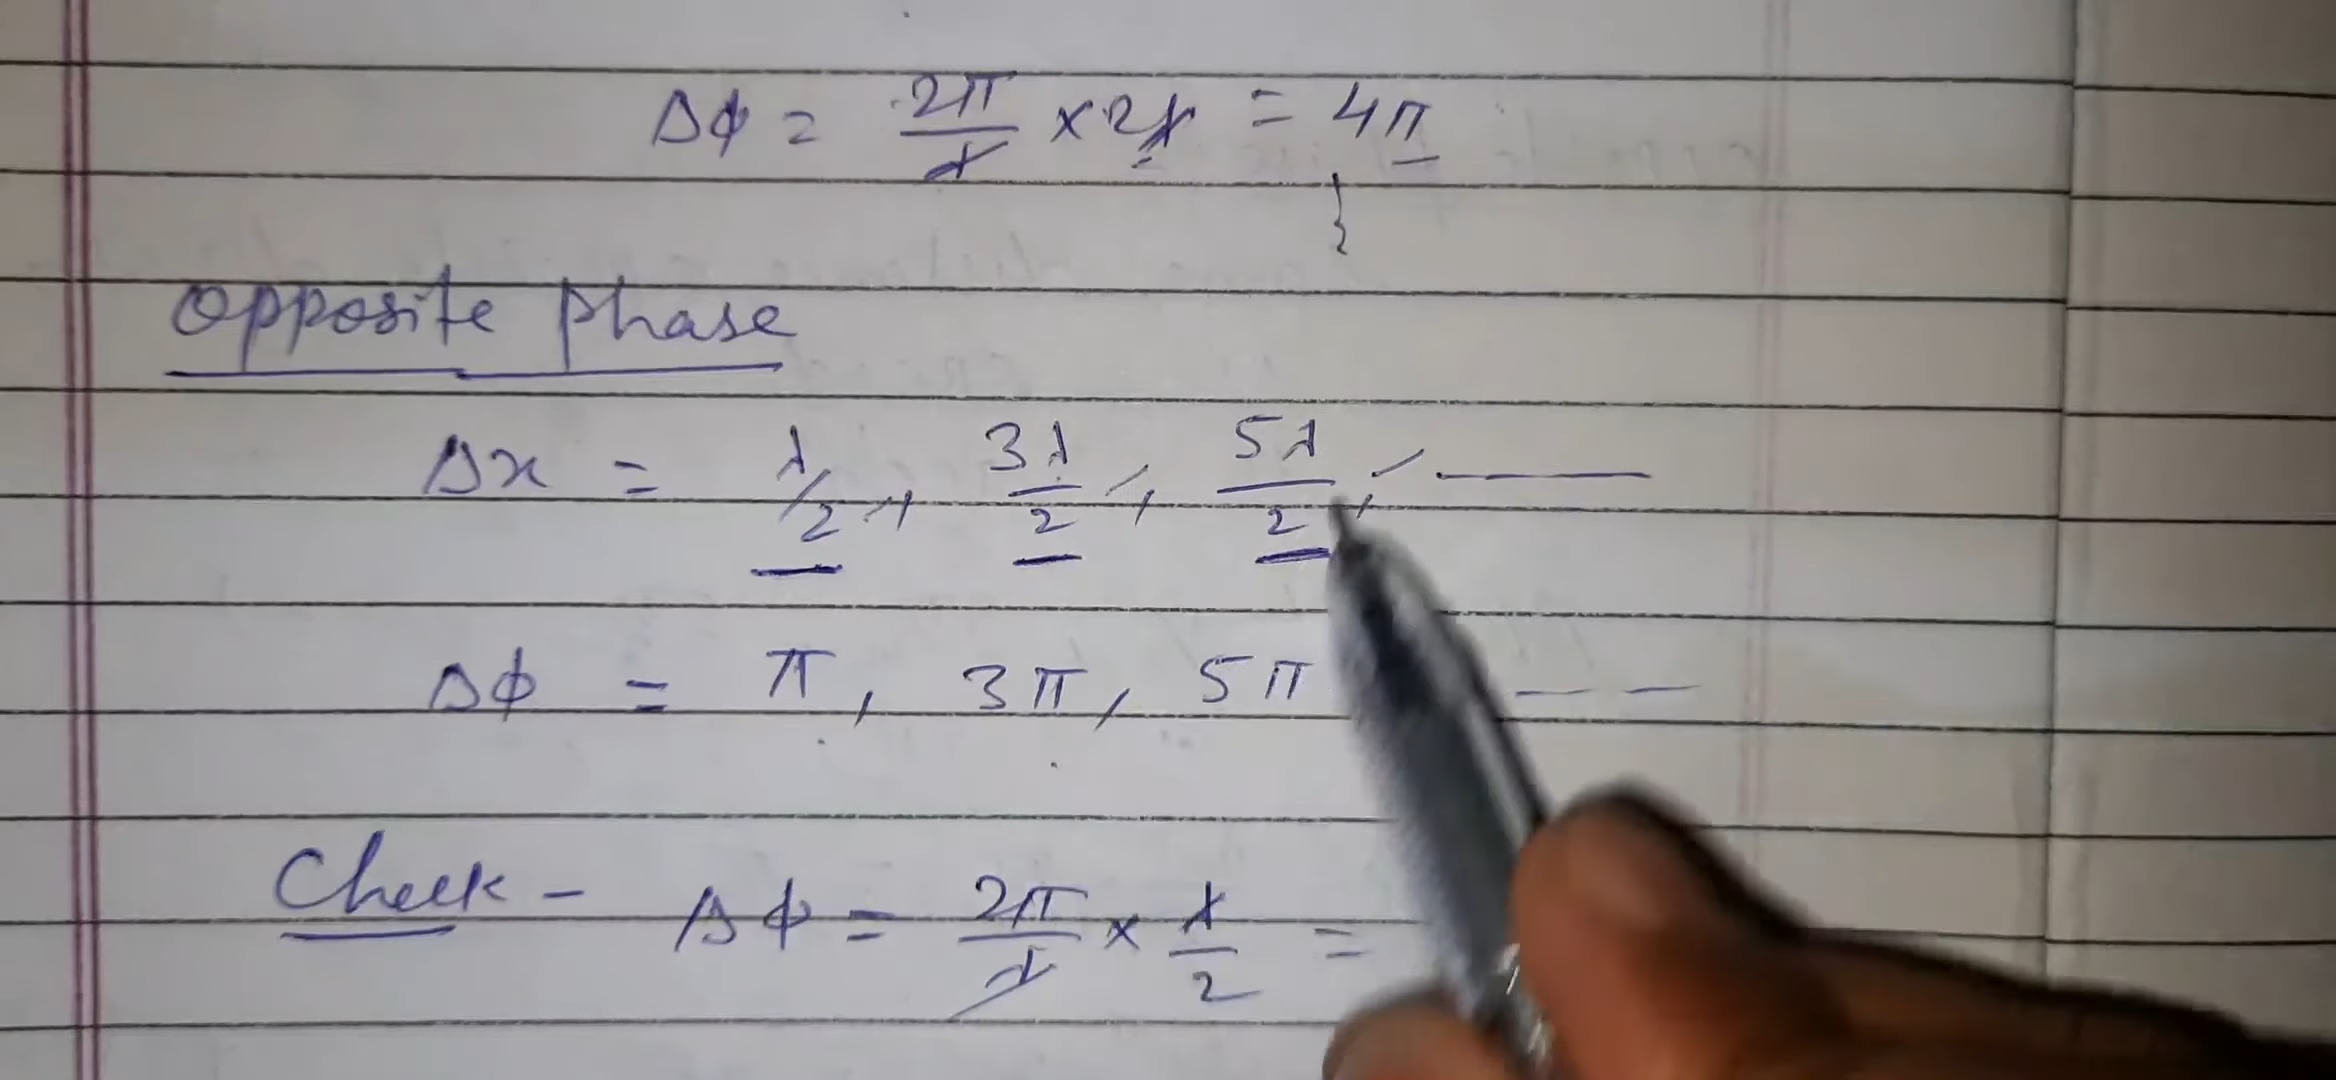 Δφ = 2π/λ × 2λ = 4π
Opposite phase
Δx = λ/2, 3λ/2, 5λ/2, ———
Δφ = π, 3π, 5π — —
Check - Δφ = 2π/λ × λ/2 =